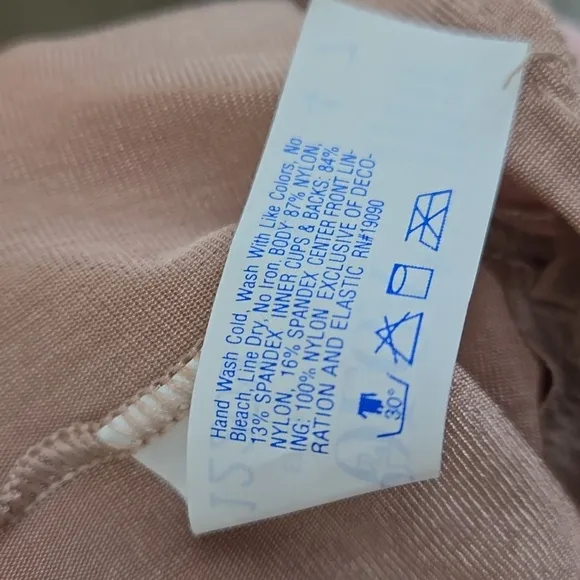 Hand Wash Cold, Wash With Like Colors, No
Bleach, Line Dry, No Iron, BODY: 87% NYLON,
13% SPANDEX INNER CUPS & BACKS: 84%
NYLON, 16% SPANDEX CENTER FRONT LIN-
ING: 100% NYLON EXCLUSIVE OF DECO-
RATION AND ELASTIC RN#19090
30°